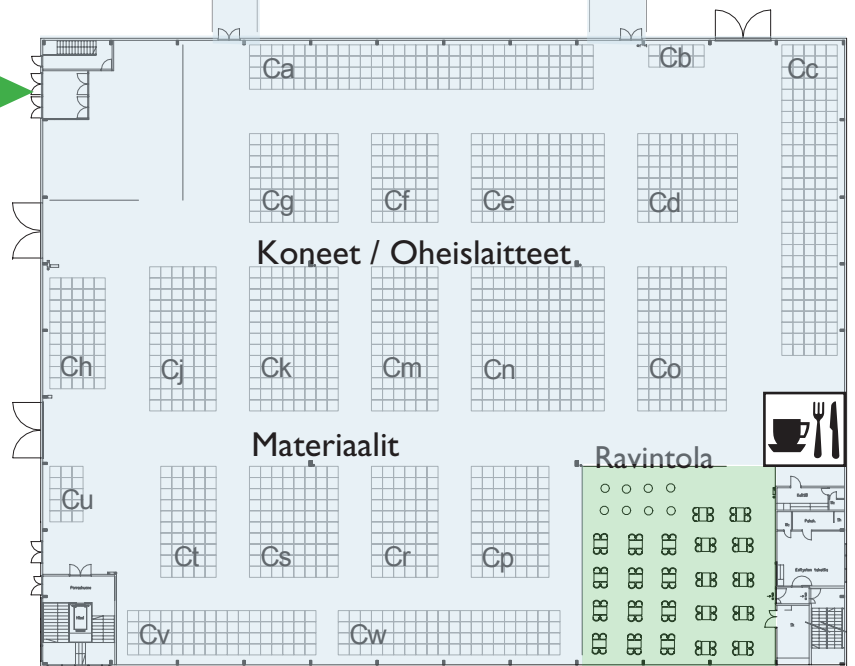 Ca
Cb
Cc
Cg
Cf
Ce
Cd
Koneet / Oheislaitteet
Ch
Cj
Ck
Cm
Cn
Co
Materiaalit
Ravintola
Cu
Ct
Cs
Cr
Cp
Cv
Cw